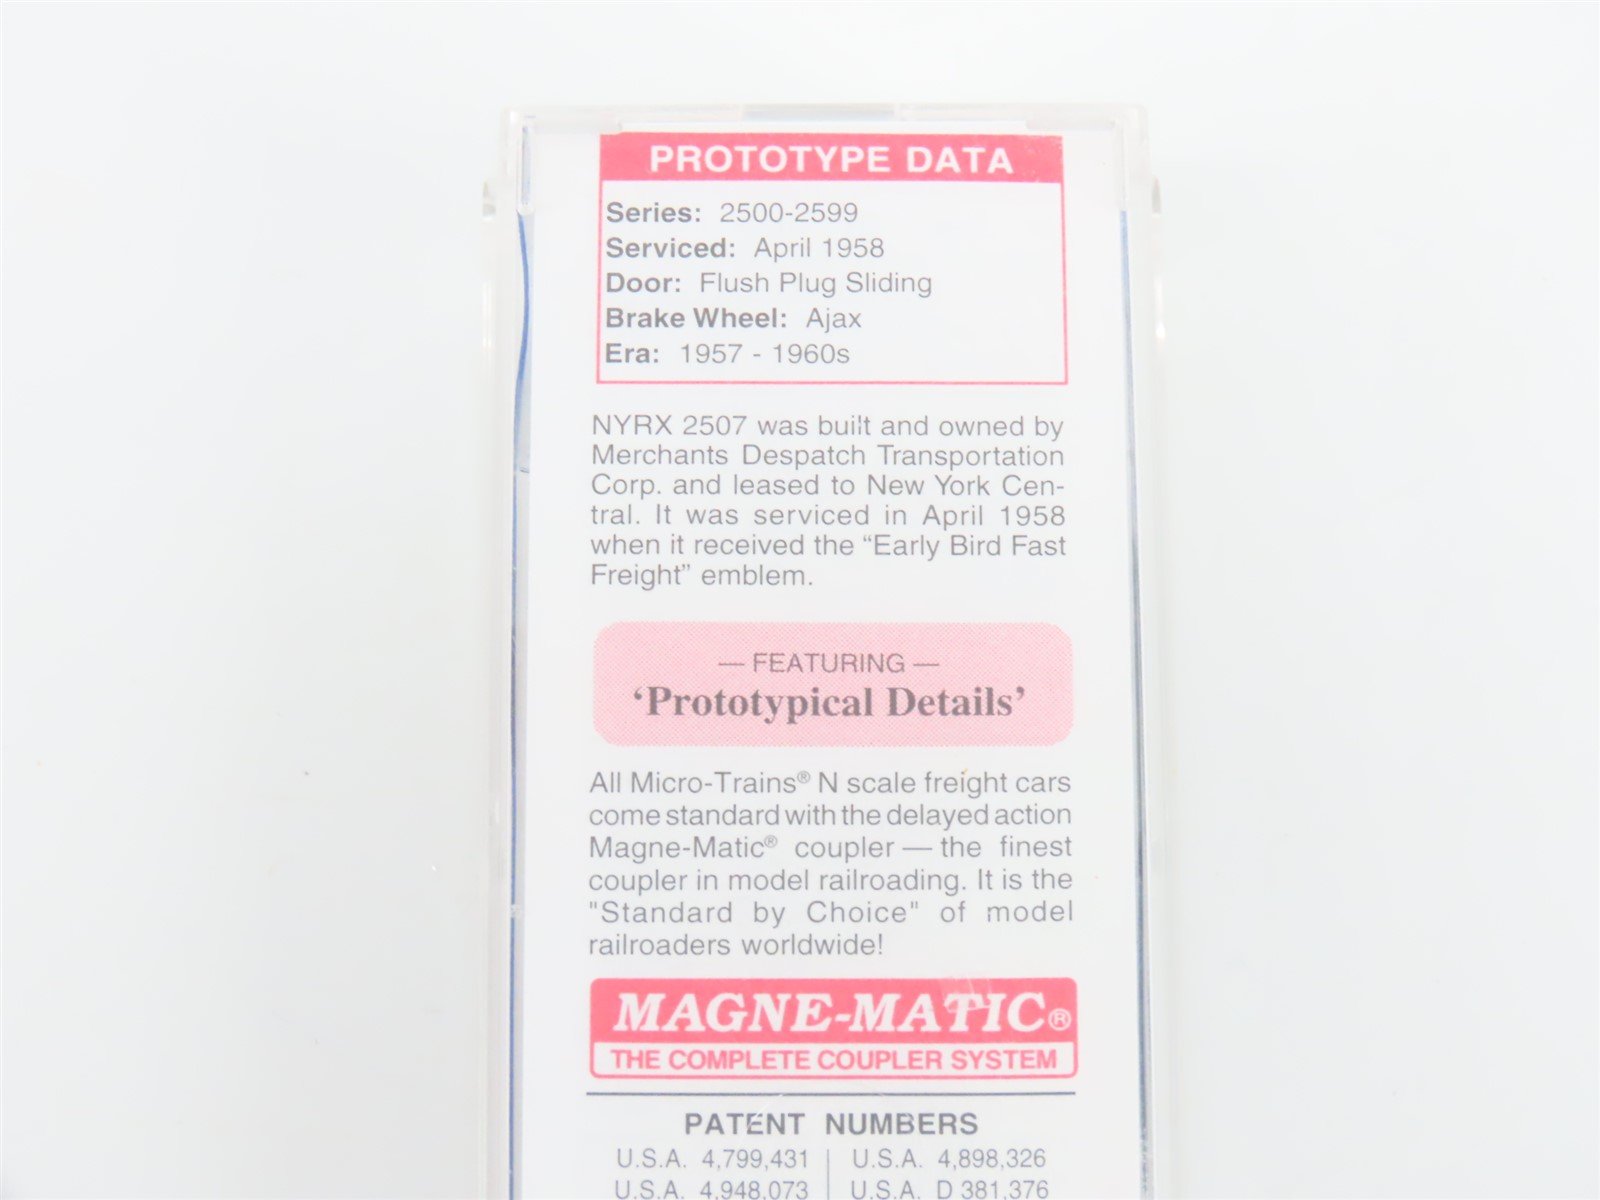 PROTOTYPE DATA
Series: 2500-2599
Serviced: April 1958
Door: Flush Plug Sliding
Brake Wheel: Ajax
Era: 1957 - 1960s
NYRX 2507 was built and owned by
Merchants Despatch Transportation
Corp. and leased to New York Cen-
tral. It was serviced in April 1958
when it received the “Early Bird Fast
Freight” emblem.
— FEATURING —
‘Prototypical Details’
All Micro-Trains® N scale freight cars
come standard with the delayed action
Magne-Matic® coupler — the finest
coupler in model railroading. It is the
"Standard by Choice" of model
railroaders worldwide!
MAGNE-MATIC®
THE COMPLETE COUPLER SYSTEM
PATENT NUMBERS
U.S.A. 4,799,431 | U.S.A. 4,898,326
U.S.A. 4,948,073 | U.S.A. D 381,376